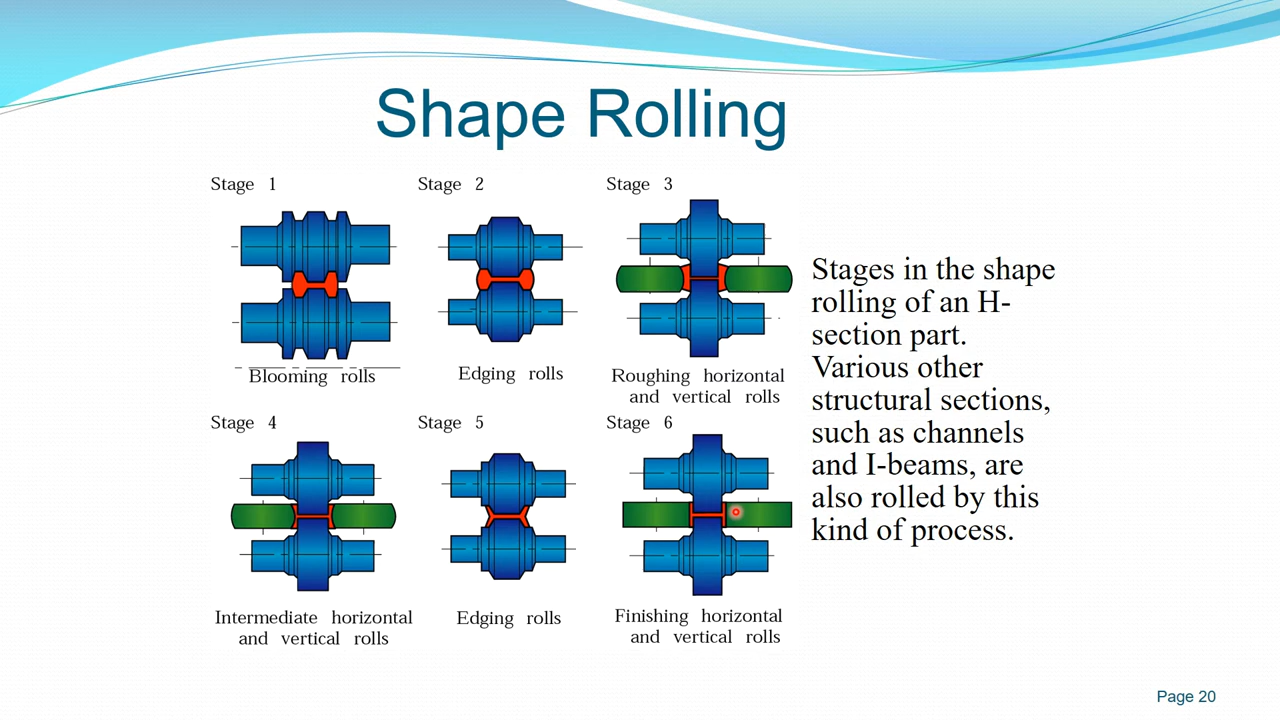 Shape Rolling
Stage 1
Stage 2
Stage 3
Blooming rolls
Edging rolls
Roughing horizontal
and vertical rolls
Stage 4
Stage 5
Stage 6
Intermediate horizontal
and vertical rolls
Edging rolls
Finishing horizontal
and vertical rolls
Stages in the shape
rolling of an H-
section part.
Various other
structural sections,
such as channels
and I-beams, are
also rolled by this
kind of process.
Page 20